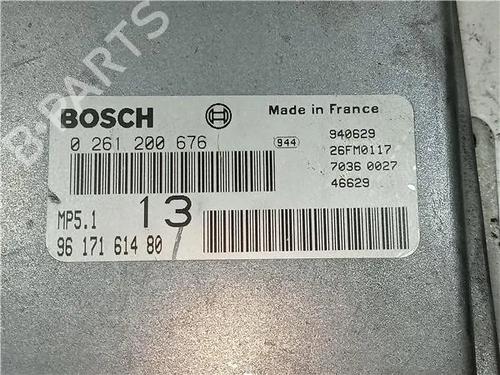 B-PARTS
BOSCH
Made in France
0 261 200 676
944
940629
26FM0117
7036 0027
46629
MP5.1
13
96 171 614 80